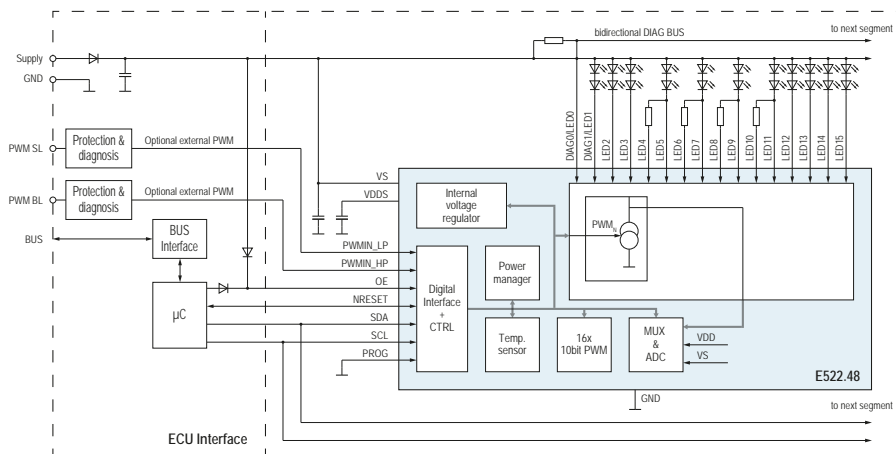 bidirectional DIAG BUS
to next segment
Supply
GND
PWM SL
Protection &
diagnosis
Optional external PWM
PWM BL
Protection &
diagnosis
Optional external PWM
BUS
BUS
Interface
µC
VS
VDDS
PWMIN_LP
PWMIN_HP
OE
NRESET
SDA
SCL
PROG
DIAG0/LED0
DIAG1/LED1
LED2
LED3
LED4
LED5
LED6
LED7
LED8
LED9
LED10
LED11
LED12
LED13
LED14
LED15
Internal
voltage
regulator
PWMN
Digital
Interface
+
CTRL
Power
manager
Temp.
sensor
16x
10bit PWM
MUX
&
ADC
VDD
VS
E522.48
GND
to next segment
ECU Interface